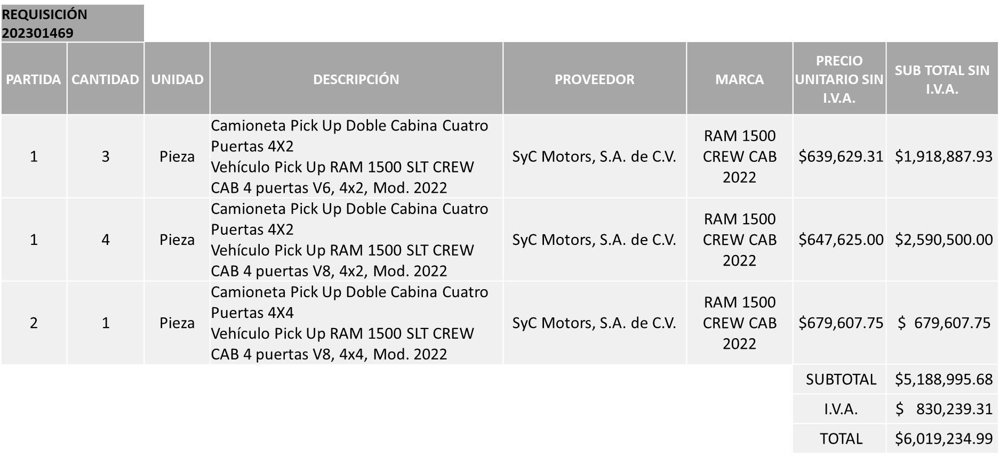 REQUISICIÓN
202301469
PARTIDA CANTIDAD UNIDAD DESCRIPCIÓN PROVEEDOR MARCA PRECIO UNITARIO SIN I.V.A. SUB TOTAL SIN I.V.A.
Camioneta Pick Up Doble Cabina Cuatro
Puertas 4X2
Vehículo Pick Up RAM 1500 SLT CREW
CAB 4 puertas V6, 4x2, Mod. 2022
1 3 Pieza SyC Motors, S.A. de C.V. RAM 1500 CREW CAB 2022 $639,629.31 $1,918,887.93
Camioneta Pick Up Doble Cabina Cuatro
Puertas 4X2
Vehículo Pick Up RAM 1500 SLT CREW
CAB 4 puertas V8, 4x2, Mod. 2022
1 4 Pieza SyC Motors, S.A. de C.V. RAM 1500 CREW CAB 2022 $647,625.00 $2,590,500.00
Camioneta Pick Up Doble Cabina Cuatro
Puertas 4X4
Vehículo Pick Up RAM 1500 SLT CREW
CAB 4 puertas V8, 4x4, Mod. 2022
2 1 Pieza SyC Motors, S.A. de C.V. RAM 1500 CREW CAB 2022 $679,607.75 $ 679,607.75
SUBTOTAL $5,188,995.68
I.V.A. $ 830,239.31
TOTAL $6,019,234.99